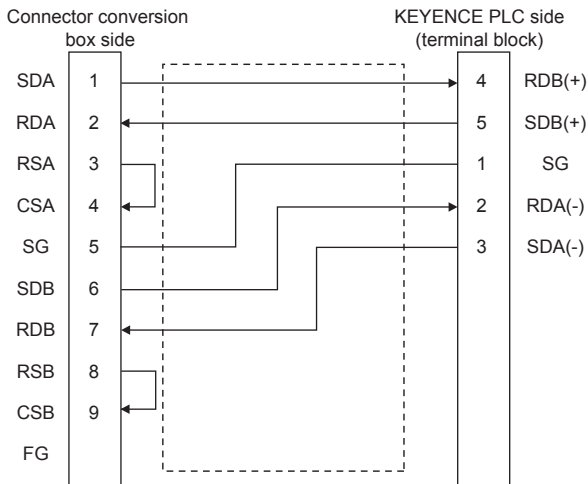 Connector conversion
box side
KEYENCE PLC side
(terminal block)
SDA 1 4 RDB(+)
RDA 2 5 SDB(+)
RSA 3 1 SG
CSA 4 2 RDA(-)
SG 5 3 SDA(-)
SDB 6
RDB 7
RSB 8
CSB 9
FG